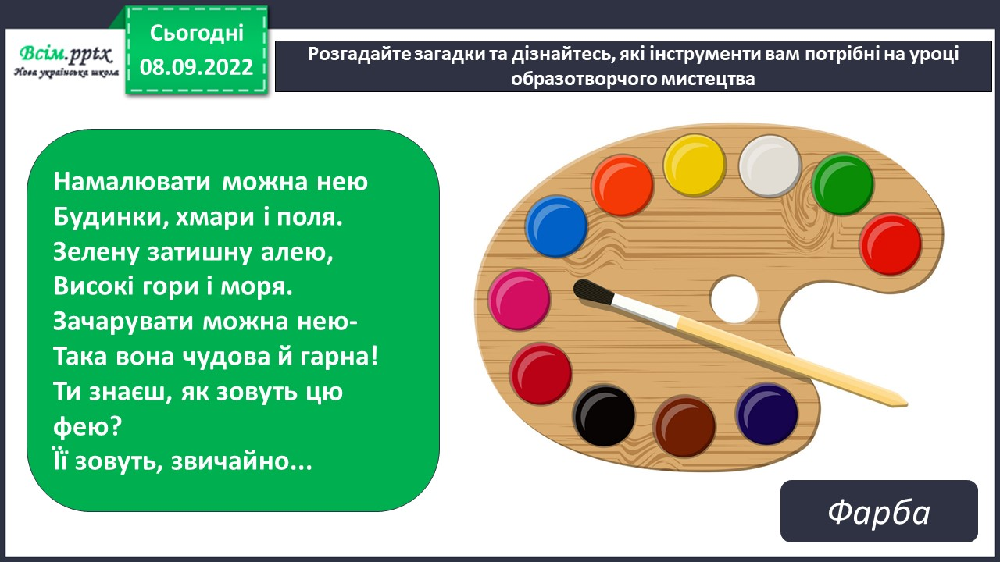 Сьогодні
08.09.2022
Всім.pptx
Нова українська школа
Розгадайте загадки та дізнайтесь, які інструменти вам потрібні на уроці
образотворчого мистецтва
Намалювати можна нею
Будинки, хмари і поля.
Зелену затишну алею,
Високі гори і моря.
Зачарувати можна нею-
Така вона чудова й гарна!
Ти знаєш, як зовуть цю
фею?
Її зовуть, звичайно...
Фарба